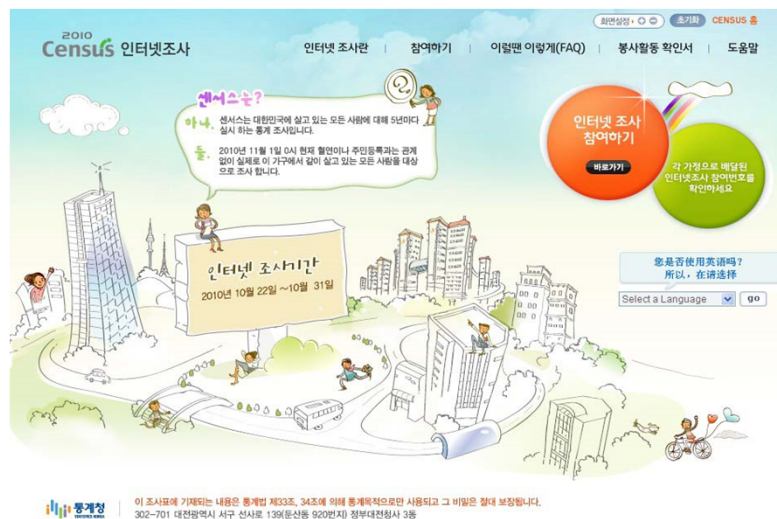 화면설정
초기화
CENSUS 홈
2010
Census 인터넷조사
인터넷 조사란
참여하기
이럴땐 이렇게(FAQ)
봉사활동 확인서
도움말
센서스는?
하나.
센서스는 대한민국에 살고 있는 모든 사람에 대해 5년마다
실시 하는 통계 조사입니다.
둘.
2010년 11월 1일 0시 현재 혈연이나 주민등록과는 관계
없이 실제로 이 가구에서 같이 살고 있는 모든 사람을 대상
으로 조사 합니다.
인터넷 조사
참여하기
바로가기
각 가정으로 배달된
인터넷조사 참여번호를
확인하세요
인터넷 조사기간
2010년 10월 22일 ~10월 31일
您是否使用英语吗?
所以，在请选择
Select a Language
go
통계청
이 조사표에 기재되는 내용은 통계법 제33조, 34조에 의해 통계목적으로만 사용되고 그 비밀은 절대 보장됩니다.
302-701 대전광역시 서구 선사로 139(둔산동 920번지) 정부대전청사 3동